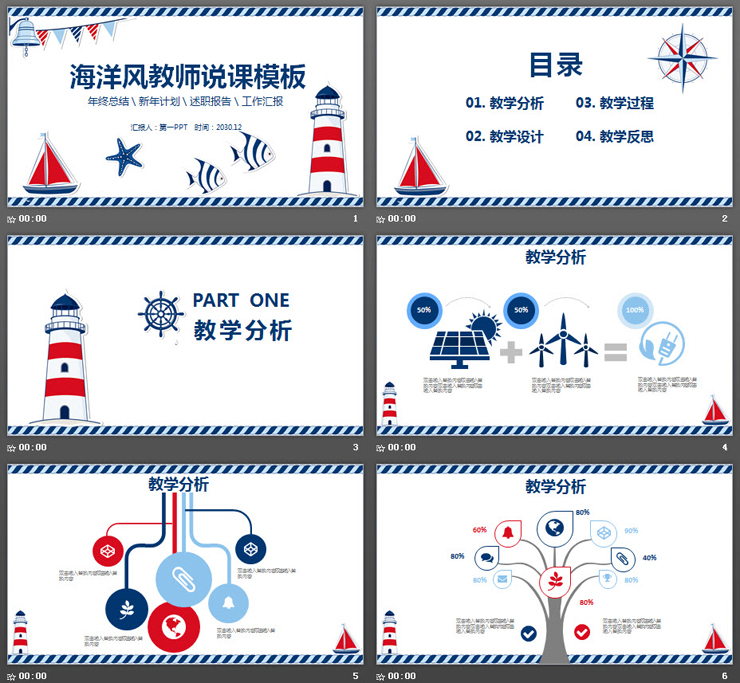 海洋风教师说课模板
年终总结 \ 新年计划 \ 述职报告 \ 工作汇报
汇报人：第一PPT 时间：2030.12
00:00
1
目录
01. 教学分析
03. 教学过程
02. 教学设计
04. 教学反思
00:00
2
PART ONE
教学分析
00:00
3
教学分析
50%
50%
100%
00:00
4
教学分析
00:00
5
教学分析
80%
60%
90%
80%
40%
80%
80%
80%
00:00
6